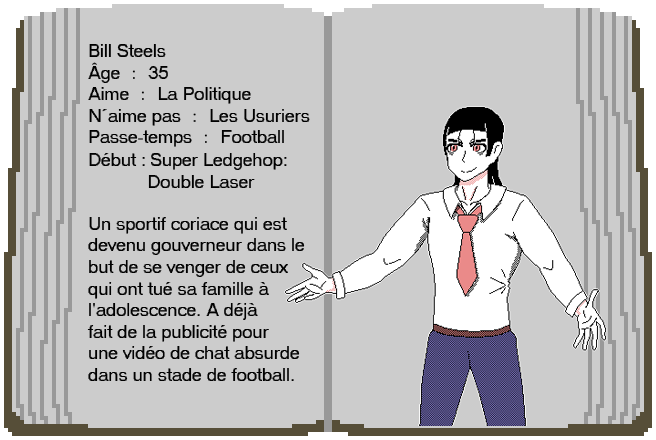 Bill Steels
Âge : 35
Aime : La Politique
N´aime pas : Les Usuriers
Passe-temps : Football
Début : Super Ledgehop:
Double Laser
Un sportif coriace qui est
devenu gouverneur dans le
but de se venger de ceux
qui ont tué sa famille à
l'adolescence. A déjà
fait de la publicité pour
une vidéo de chat absurde
dans un stade de football.